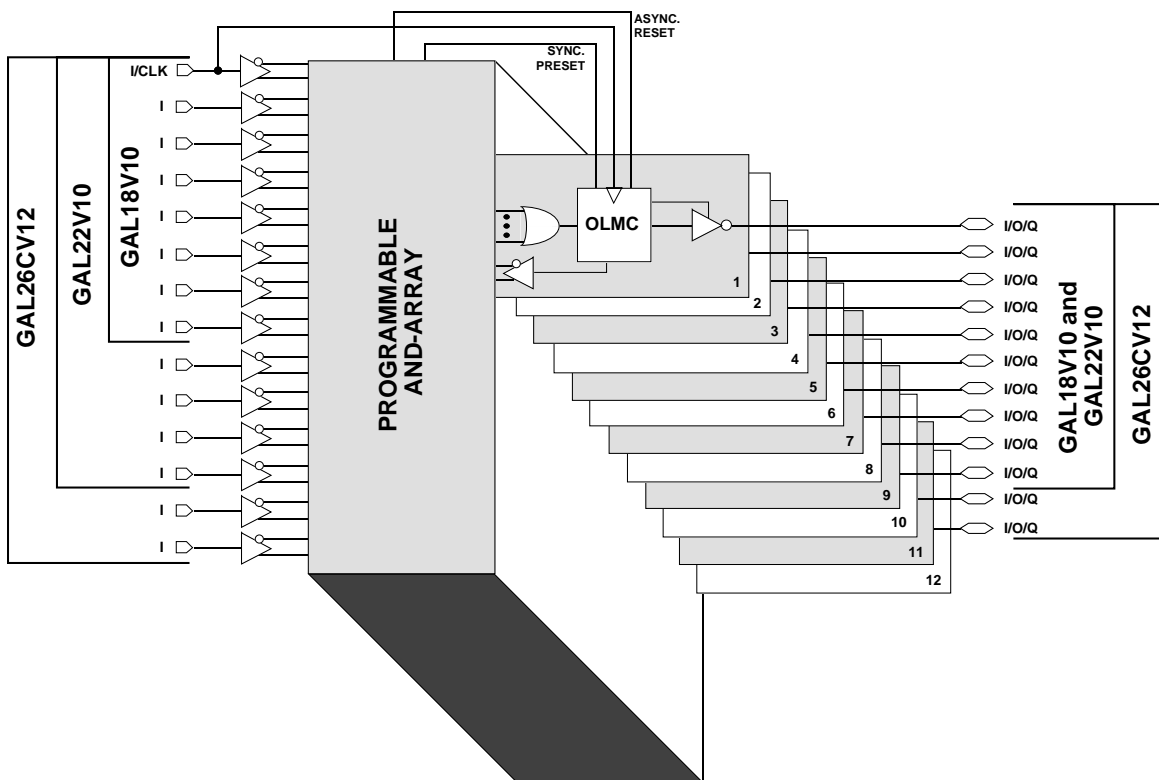 ASYNC.
RESET
SYNC.
PRESET
I/CLK
I
I
I
I
I
I
I
I
I
I
I
I
I
GAL26CV12
GAL22V10
GAL18V10
PROGRAMMABLE
AND-ARRAY
OLMC
1
2
3
4
5
6
7
8
9
10
11
12
I/O/Q
I/O/Q
I/O/Q
I/O/Q
I/O/Q
I/O/Q
I/O/Q
I/O/Q
I/O/Q
I/O/Q
I/O/Q
I/O/Q
GAL18V10 and
GAL22V10
GAL26CV12